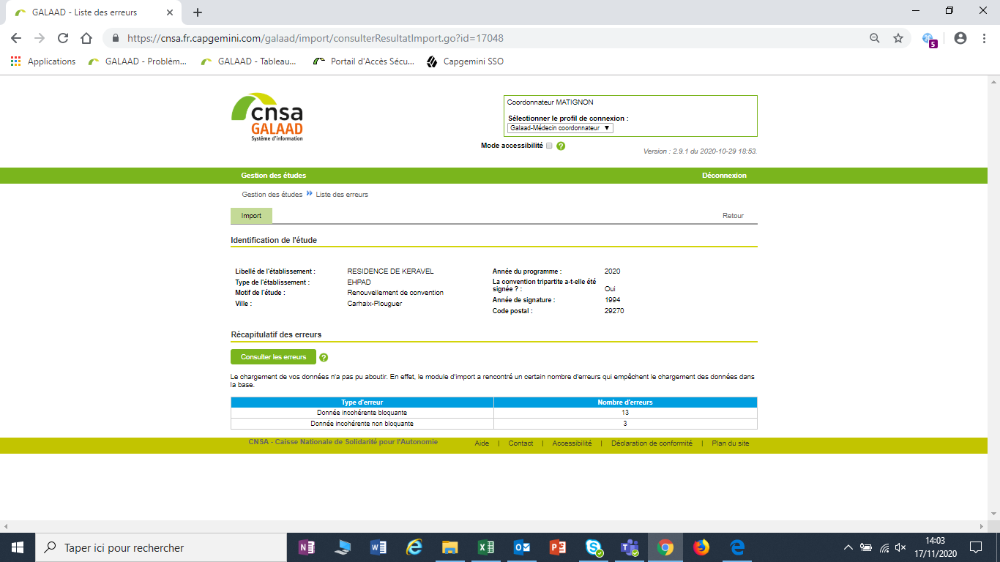 GALAAD - Liste des erreurs
https://cnsa.fr.capgemini.com/galaad/import/consulterResultatImport.go?id=17048
5
Applications
GALAAD - Problèm...
GALAAD - Tableau...
Portail d'Accès Sécu...
Capgemini SSO
cnsa
GALAAD
Système d'information
Coordonnateur MATIGNON
Sélectionner le profil de connexion :
Galaad-Médecin coordonnateur
Mode accessibilité ?
Version : 2.9.1 du 2020-10-29 18:53.
Gestion des études Déconnexion
Gestion des études Liste des erreurs
Import Retour
Identification de l'étude
Libellé de l'établissement : RESIDENCE DE KERAVEL
Type de l'établissement : EHPAD
Motif de l'étude : Renouvellement de convention
Ville : Carhaix-Plouguer
Année du programme : 2020
La convention tripartite a-t-elle été
signée ? : Oui
Année de signature : 1994
Code postal : 29270
Récapitulatif des erreurs
Consulter les erreurs ?
Le chargement de vos données n'a pas pu aboutir. En effet, le module d'import a rencontré un certain nombre d'erreurs qui empêchent le chargement des données dans
la base.
Type d'erreur Nombre d'erreurs
Donnée incohérente bloquante 13
Donnée incohérente non bloquante 3
CNSA - Caisse Nationale de Solidarité pour l'Autonomie Aide | Contact | Accessibilité | Déclaration de conformité | Plan du site
Taper ici pour rechercher
14:03
17/11/2020